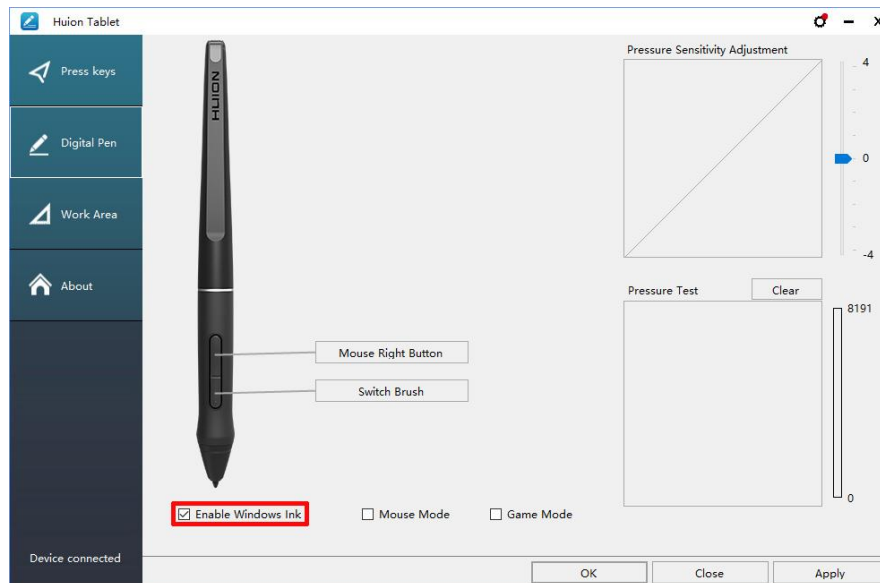 Huion Tablet
Press keys
Digital Pen
Work Area
About
Device connected
HUION
Mouse Right Button
Switch Brush
Enable Windows Ink
Mouse Mode
Game Mode
Pressure Sensitivity Adjustment
4
0
-4
Pressure Test
Clear
8191
0
OK
Close
Apply